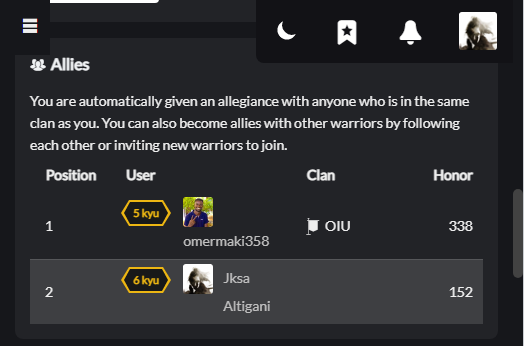 Allies
You are automatically given an allegiance with anyone who is in the same
clan as you. You can also become allies with other warriors by following
each other or inviting new warriors to join.
Position User Clan Honor
1 5 kyu omermaki358 OIU 338
2 6 kyu Jksa Altigani 152